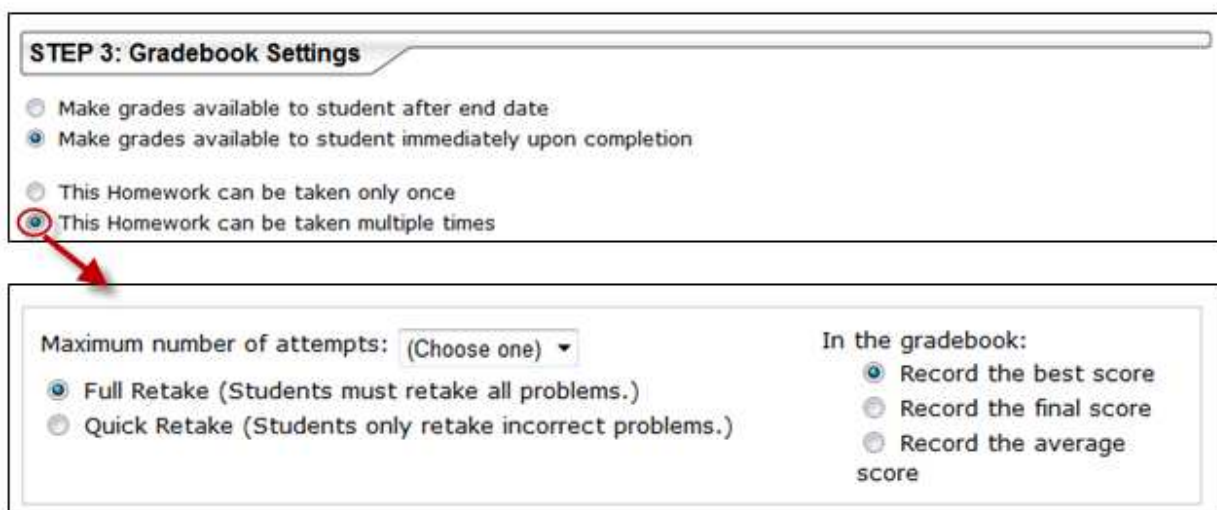 STEP 3: Gradebook Settings
Make grades available to student after end date
Make grades available to student immediately upon completion
This Homework can be taken only once
This Homework can be taken multiple times
Maximum number of attempts: (Choose one)
Full Retake (Students must retake all problems.)
Quick Retake (Students only retake incorrect problems.)
In the gradebook:
Record the best score
Record the final score
Record the average
score